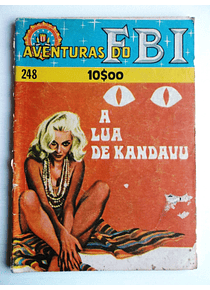 AVENTURAS DO FBI
248
10$00
A
LUA
DE KANDAVU